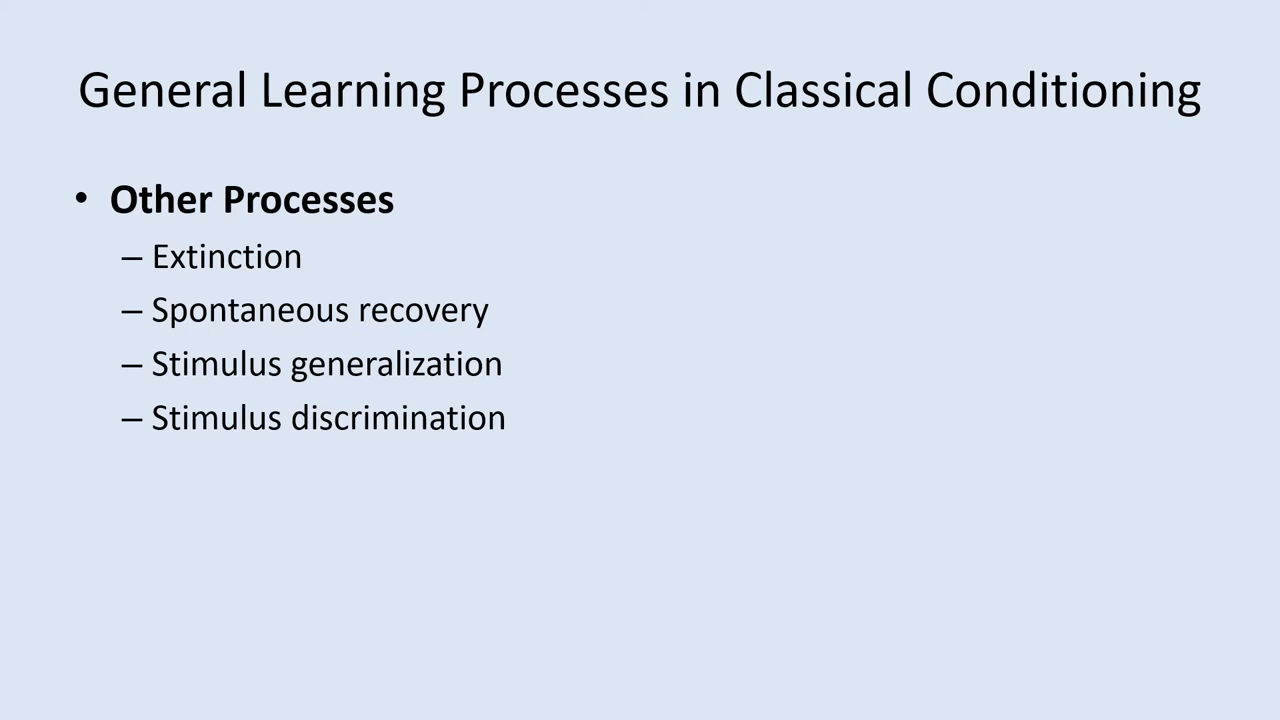 General Learning Processes in Classical Conditioning
• Other Processes
– Extinction
– Spontaneous recovery
– Stimulus generalization
– Stimulus discrimination